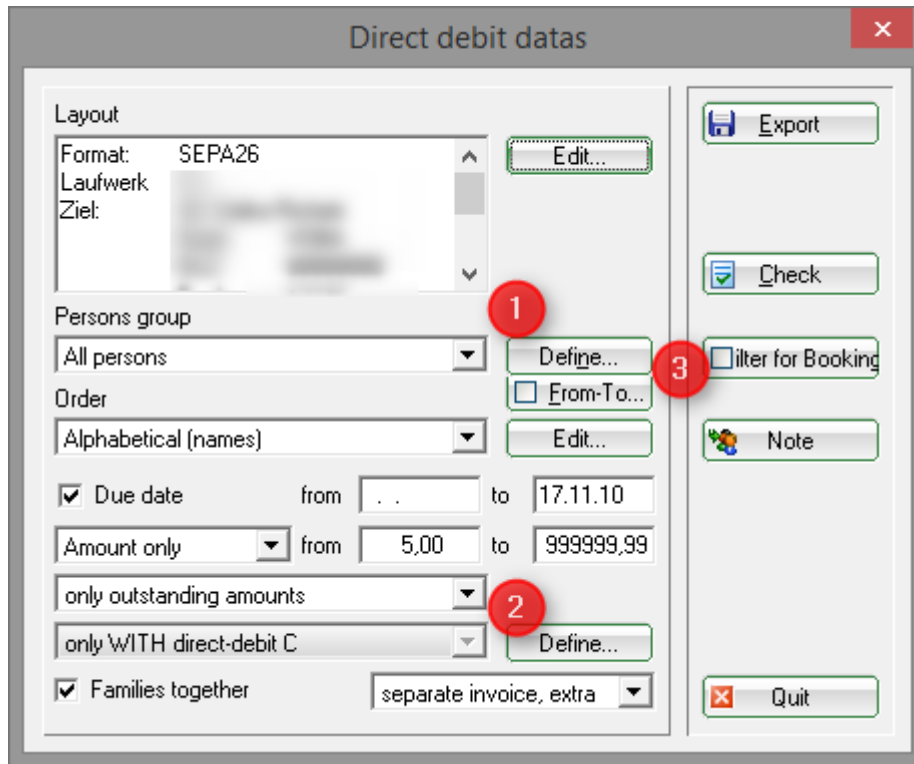 Direct debit datas
Layout
Format: SEPA26
Laufwerk
Ziel:
Edit...
Export
Check
1
Persons group
All persons
Define...
3
ilter for Booking
From-To...
Order
Alphabetical (names)
Edit...
Note
Due date from . . to 17.11.10
Amount only from 5,00 to 999999,99
only outstanding amounts
2
only WITH direct-debit C
Define...
Families together separate invoice, extra
Quit